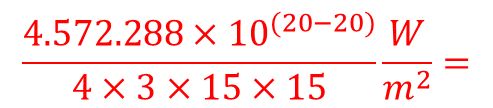 4.572.288 × 10^(20−20) W
4 × 3 × 15 × 15 m² =